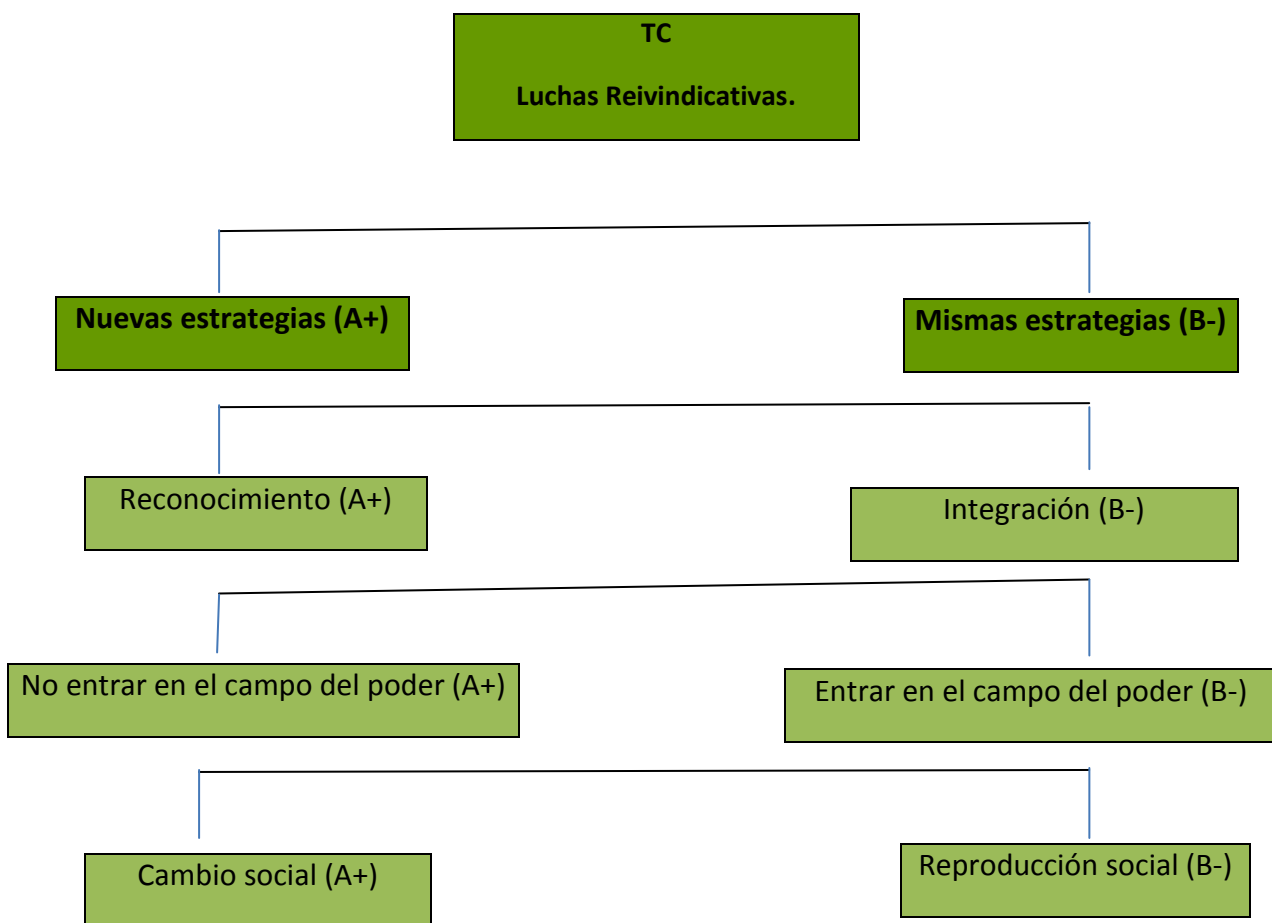 TC
Luchas Reivindicativas.
Nuevas estrategias (A+)
Mismas estrategias (B-)
Reconocimiento (A+)
Integración (B-)
No entrar en el campo del poder (A+)
Entrar en el campo del poder (B-)
Cambio social (A+)
Reproducción social (B-)